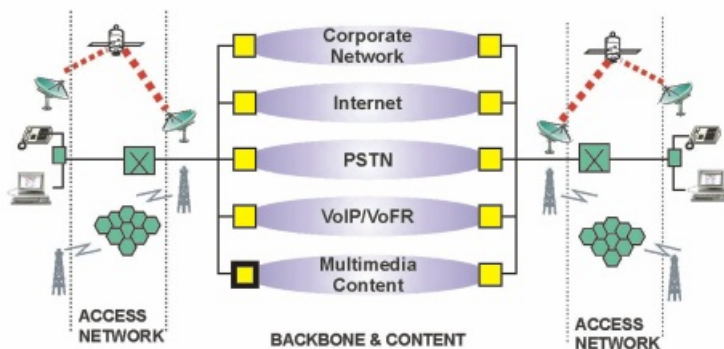 Corporate
Network
Internet
PSTN
VoIP/VoFR
Multimedia
Content
ACCESS
NETWORK
BACKBONE & CONTENT
ACCESS
NETWORK